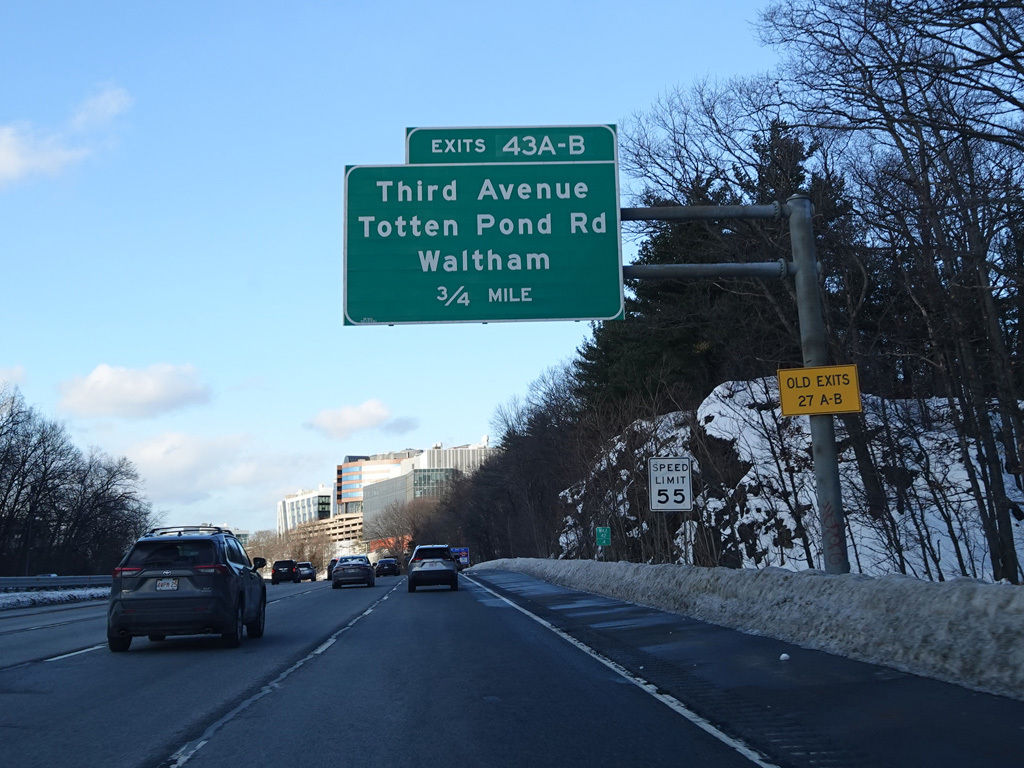 EXITS 43A-B
Third Avenue
Totten Pond Rd
Waltham
3/4 MILE
OLD EXITS
27 A-B
SPEED
LIMIT
55